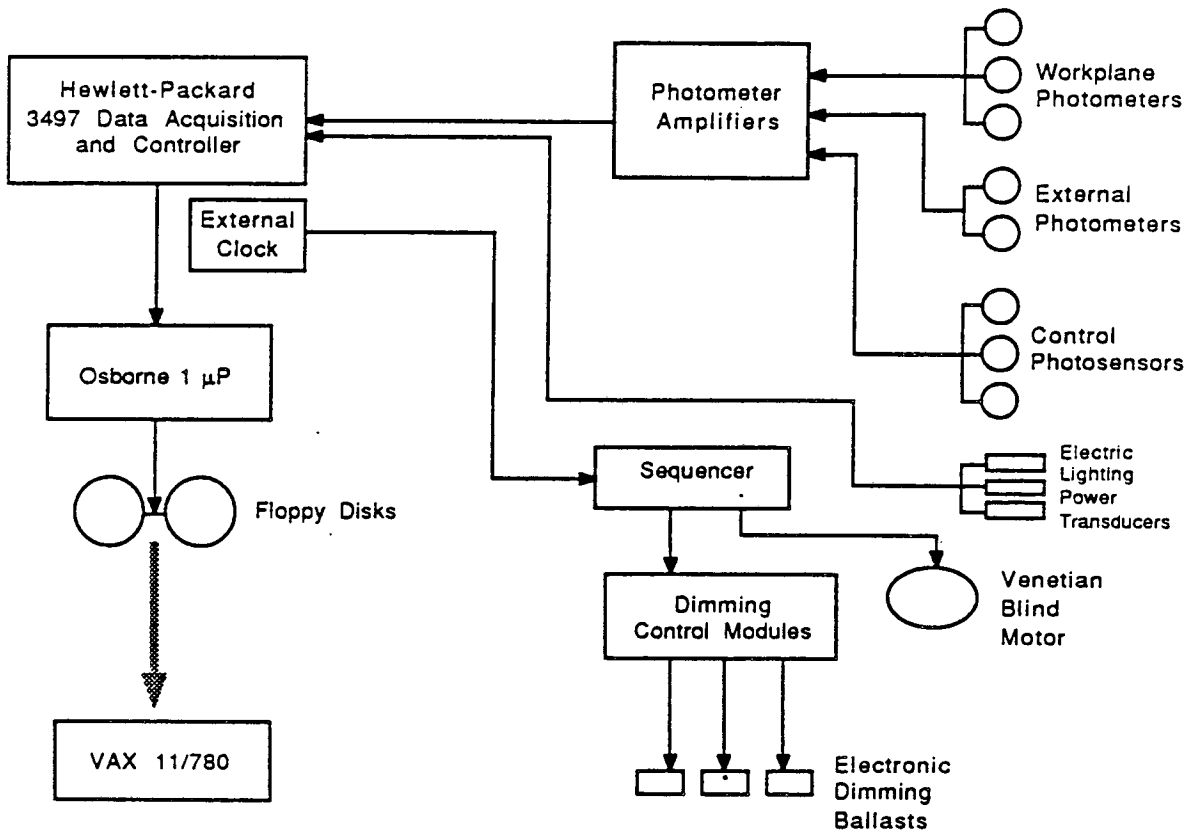 Hewlett-Packard
3497 Data Acquisition
and Controller
Photometer
Amplifiers
Workplane
Photometers
External
Photometers
External
Clock
Control
Photosensors
Osborne 1 μP
Sequencer
Electric
Lighting
Power
Transducers
Floppy Disks
Dimming
Control Modules
Venetian
Blind
Motor
VAX 11/780
Electronic
Dimming
Ballasts